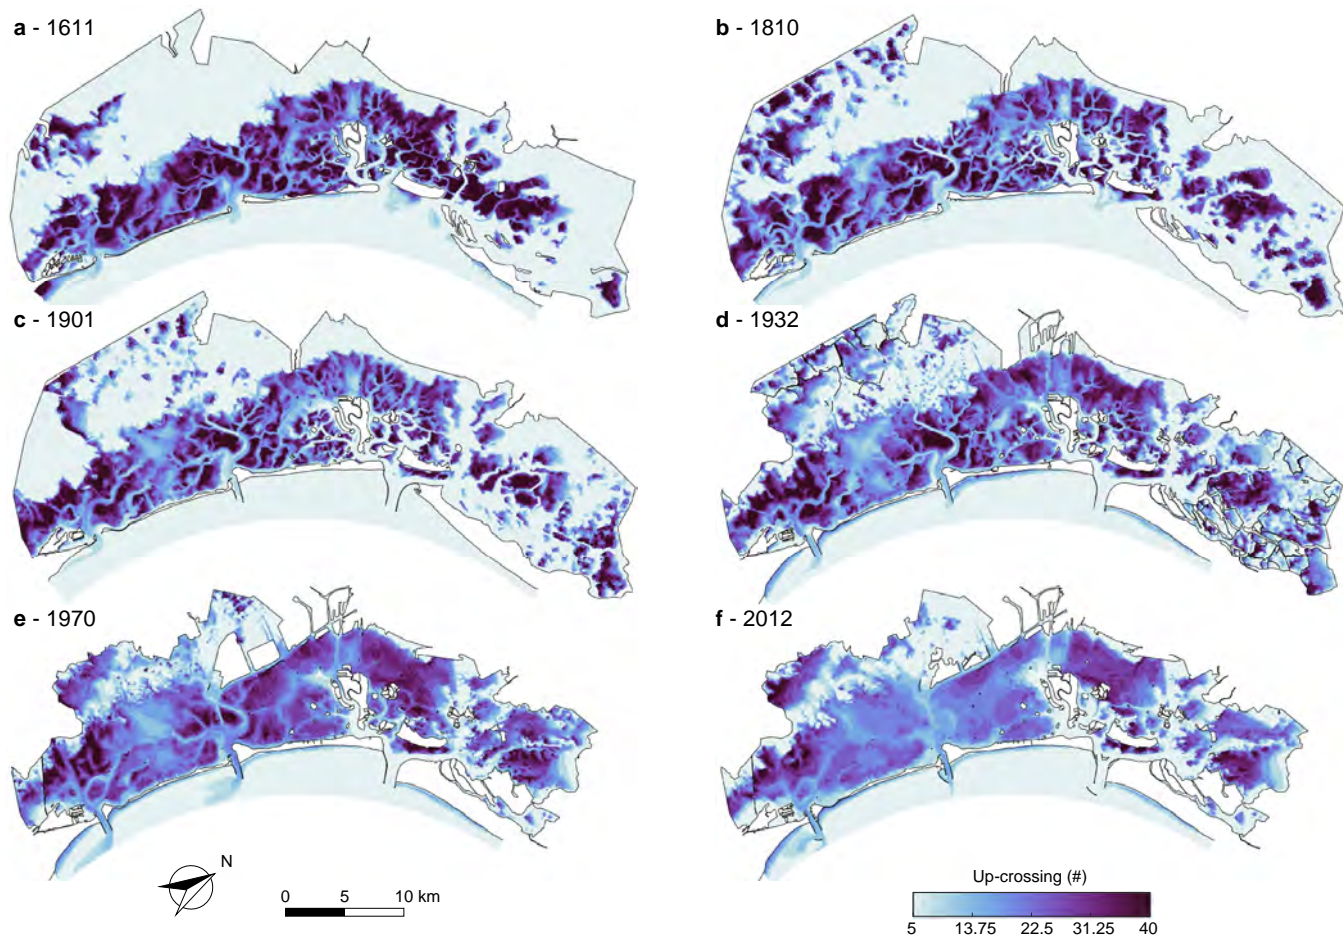 a - 1611
b - 1810
c - 1901
d - 1932
e - 1970
f - 2012
N
0 5 10 km
Up-crossing (#)
5 13.75 22.5 31.25 40